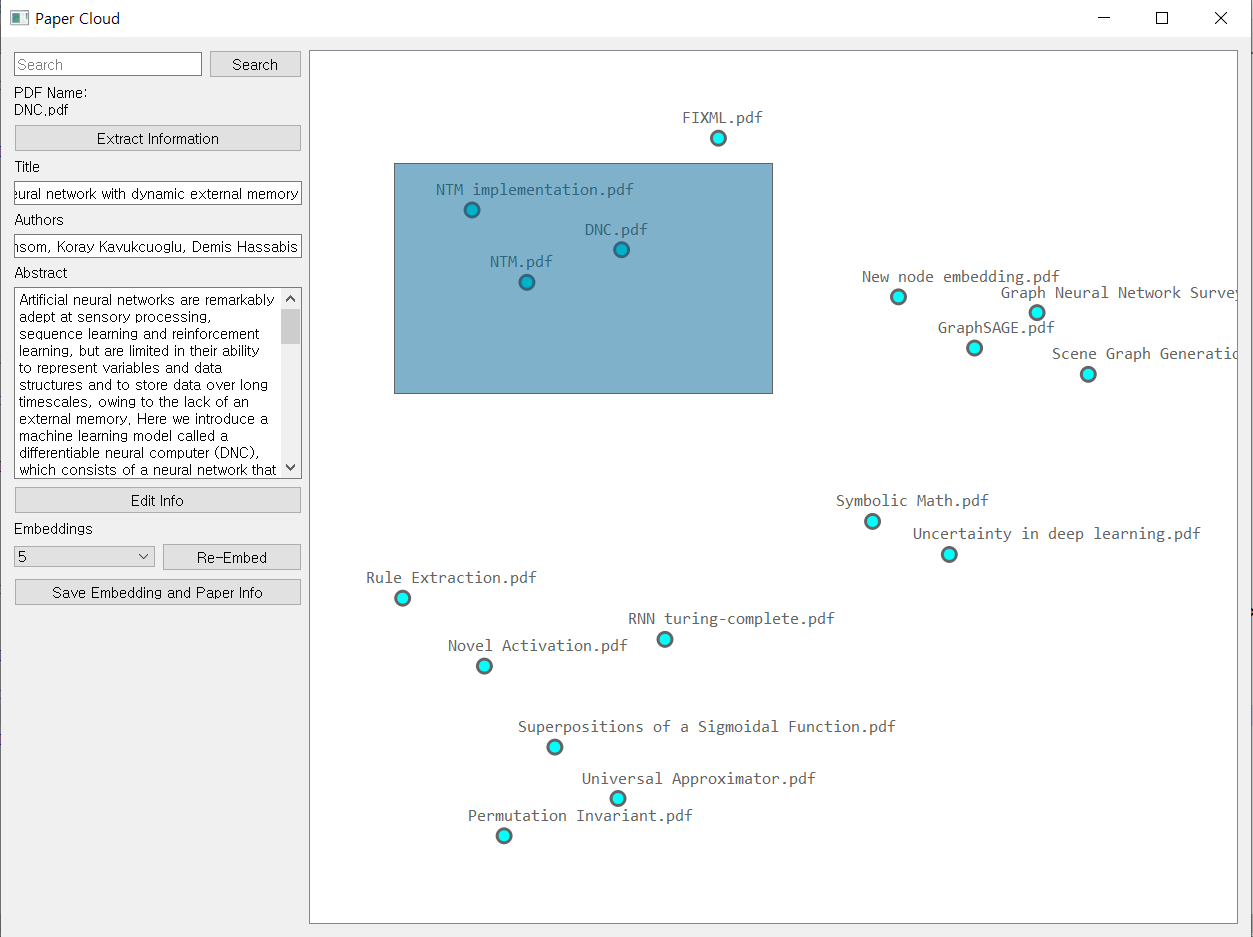 Paper Cloud
Search
Search
PDF Name:
DNC.pdf
Extract Information
Title
eural network with dynamic external memory
Authors
nsom, Koray Kavukcuoglu, Demis Hassabis
Abstract
Artificial neural networks are remarkably
adept at sensory processing,
sequence learning and reinforcement
learning, but are limited in their ability
to represent variables and data
structures and to store data over long
timescales, owing to the lack of an
external memory. Here we introduce a
machine learning model called a
differentiable neural computer (DNC),
which consists of a neural network that
Edit Info
Embeddings
5
Re-Embed
Save Embedding and Paper Info
FIXML.pdf
NTM implementation.pdf
DNC.pdf
NTM.pdf
New node embedding.pdf
Graph Neural Network Survey
GraphSAGE.pdf
Scene Graph Generatio
Symbolic Math.pdf
Uncertainty in deep learning.pdf
Rule Extraction.pdf
RNN turing-complete.pdf
Novel Activation.pdf
Superpositions of a Sigmoidal Function.pdf
Universal Approximator.pdf
Permutation Invariant.pdf